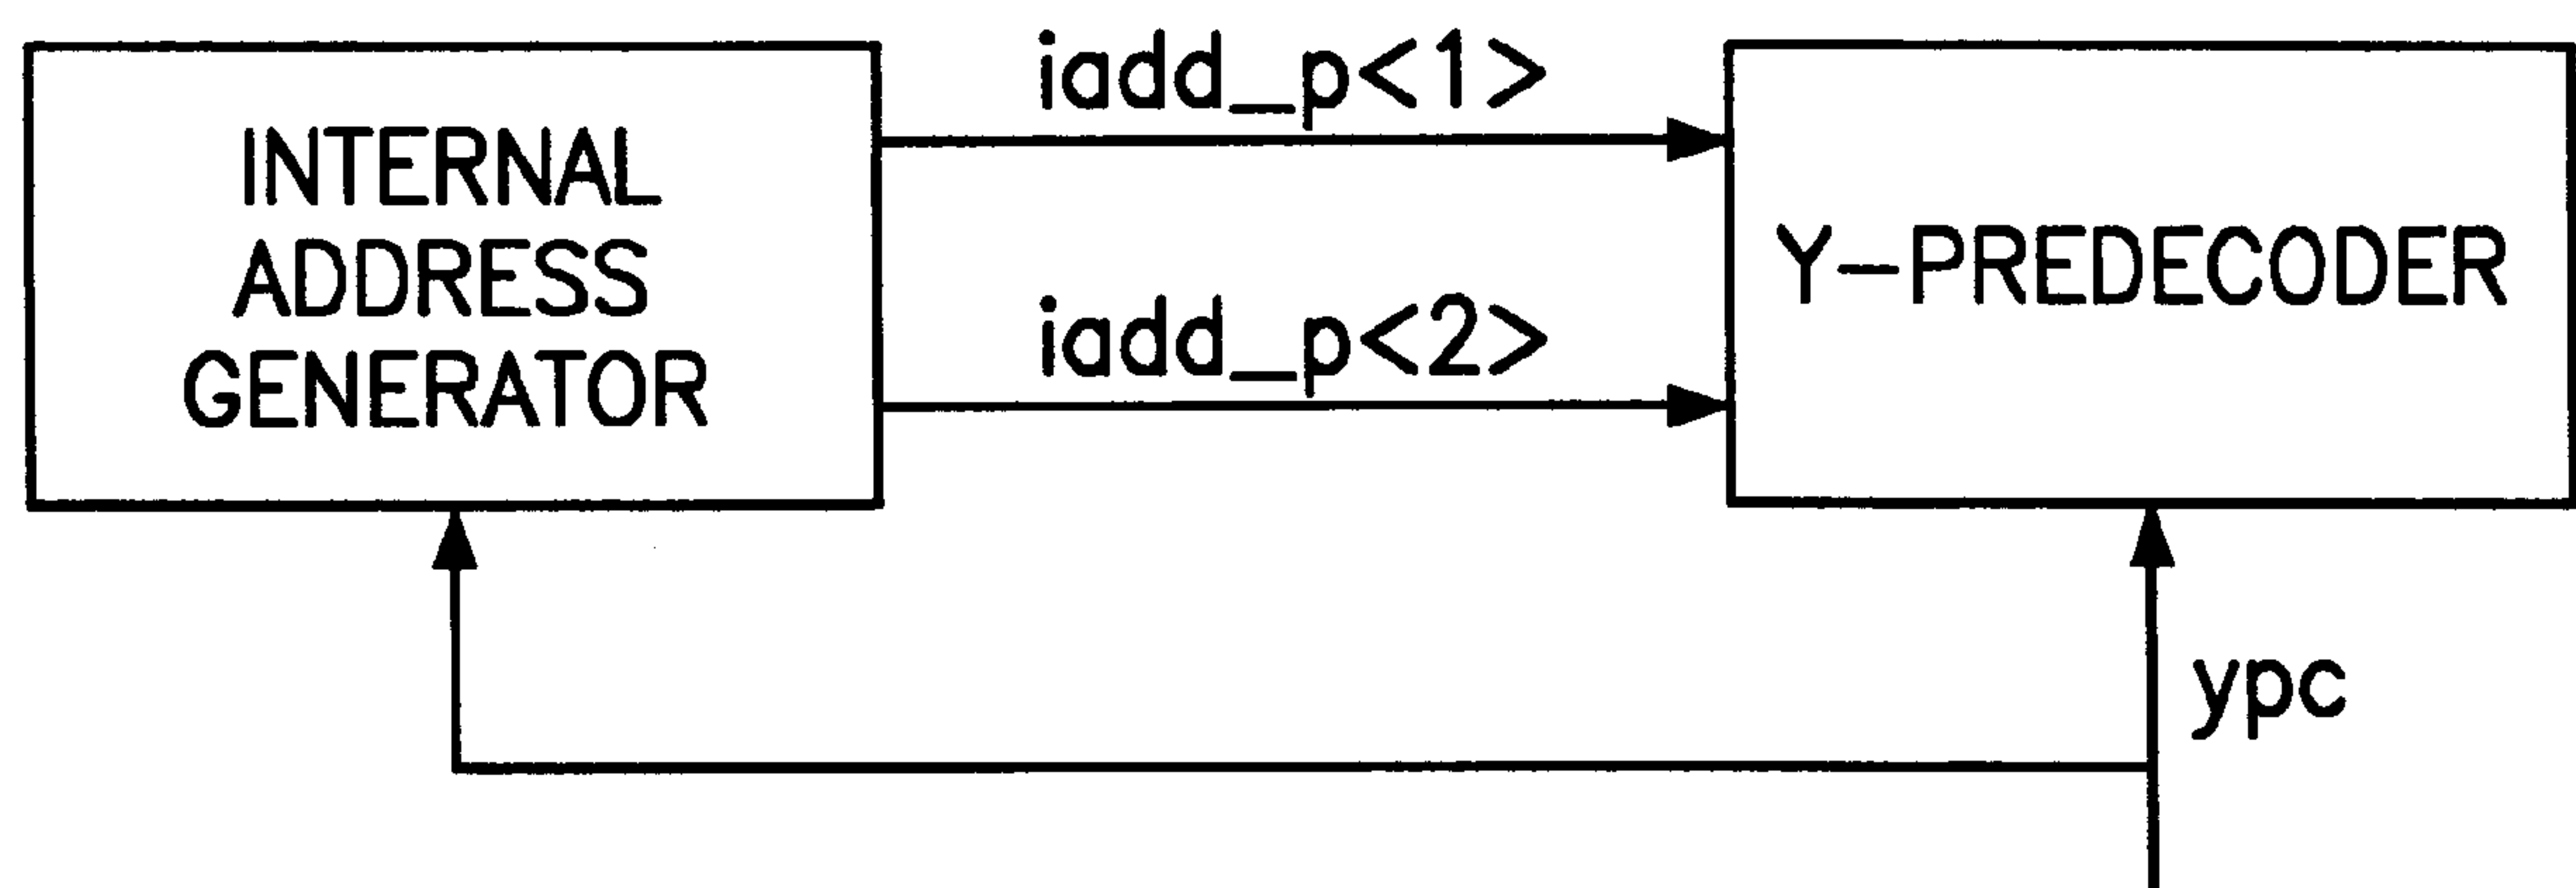 INTERNAL
ADDRESS
GENERATOR
iadd_p<1>
iadd_p<2>
Y-PREDECODER
ypc